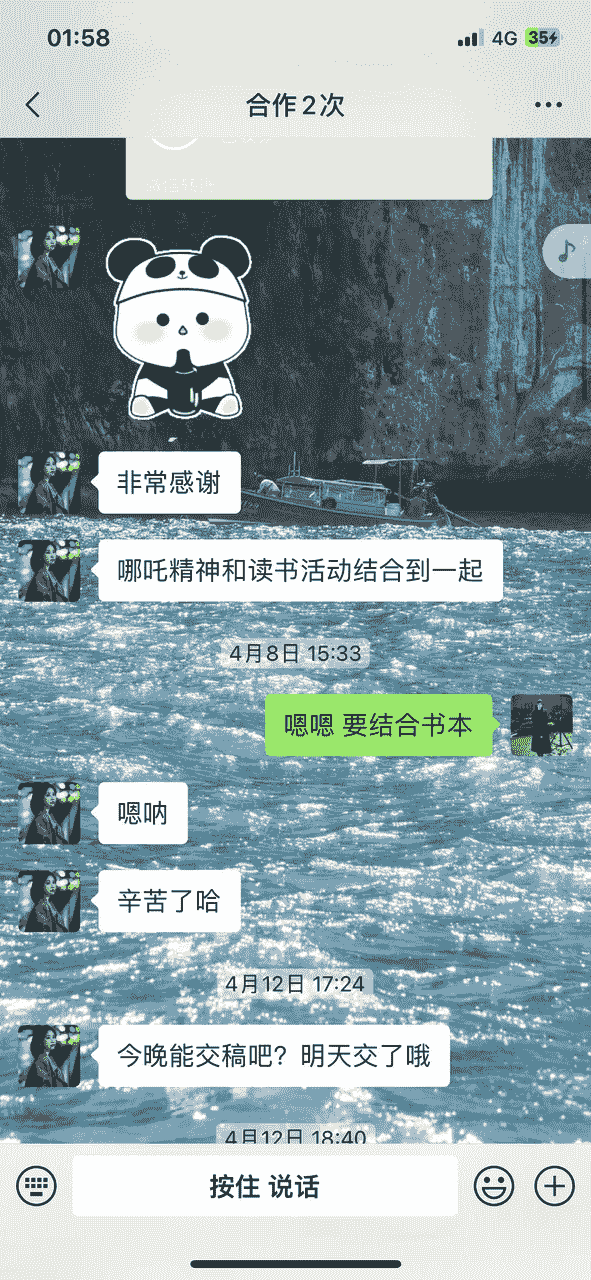 01:58
4G
35
合作2次
非常感谢
哪吒精神和读书活动结合到一起
4月8日 15:33
嗯嗯 要结合书本
嗯呐
辛苦了哈
4月12日 17:24
今晚能交稿吧？明天交了哦
4月12日 18:40
按住 说话